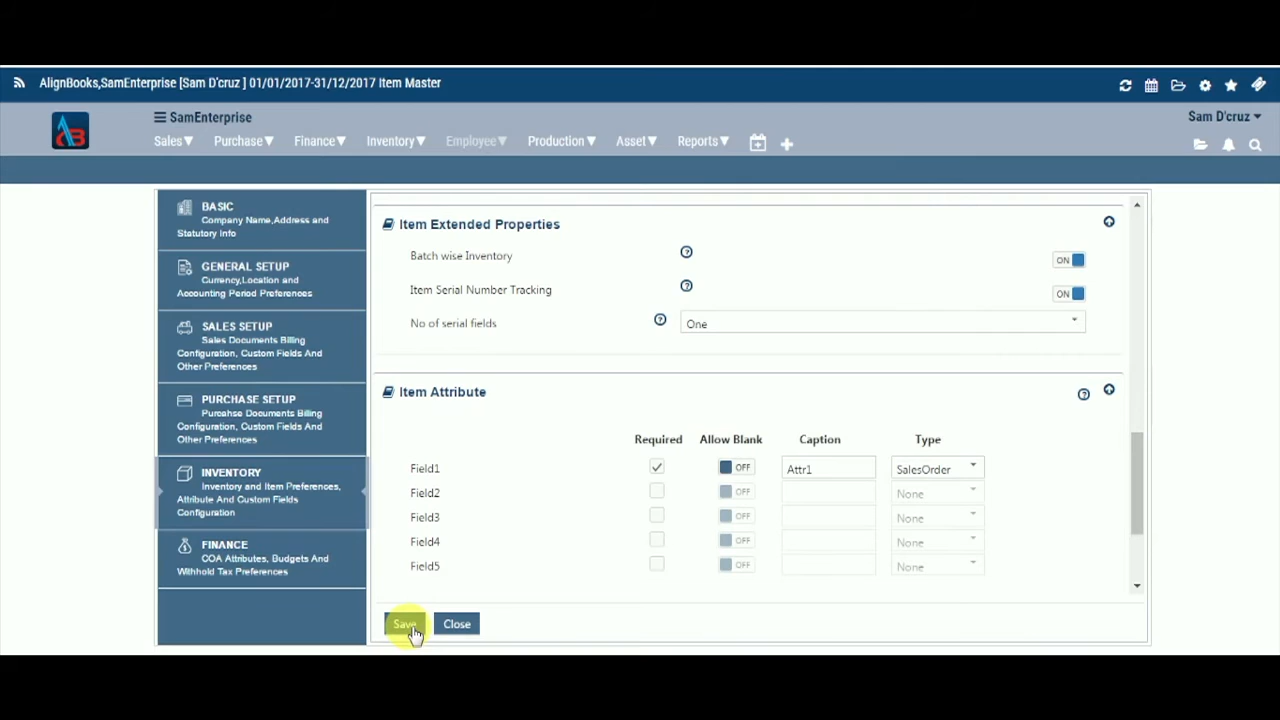 AlignBooks,SamEnterprise [Sam D'cruz ] 01/01/2017-31/12/2017 Item Master
SamEnterprise
Sam D'cruz
AB
Sales Purchase Finance Inventory Employee Production Asset Reports
BASIC
Company Name,Address and
Statutory Info
GENERAL SETUP
Currency,Location and
Accounting Period Preferences
SALES SETUP
Sales Documents Billing
Configuration, Custom Fields And
Other Preferences
PURCHASE SETUP
Purcahse Documents Billing
Configuration, Custom Fields And
Other Preferences
INVENTORY
Inventory and Item Preferences,
Attribute And Custom Fields
Configuration
FINANCE
COA Attributes, Budgets And
Withhold Tax Preferences
Item Extended Properties
Batch wise Inventory ON
Item Serial Number Tracking ON
No of serial fields One
Item Attribute
Required Allow Blank Caption Type
Field1 OFF Attr1 SalesOrder
Field2 OFF None
Field3 OFF None
Field4 OFF None
Field5 OFF None
Save Close